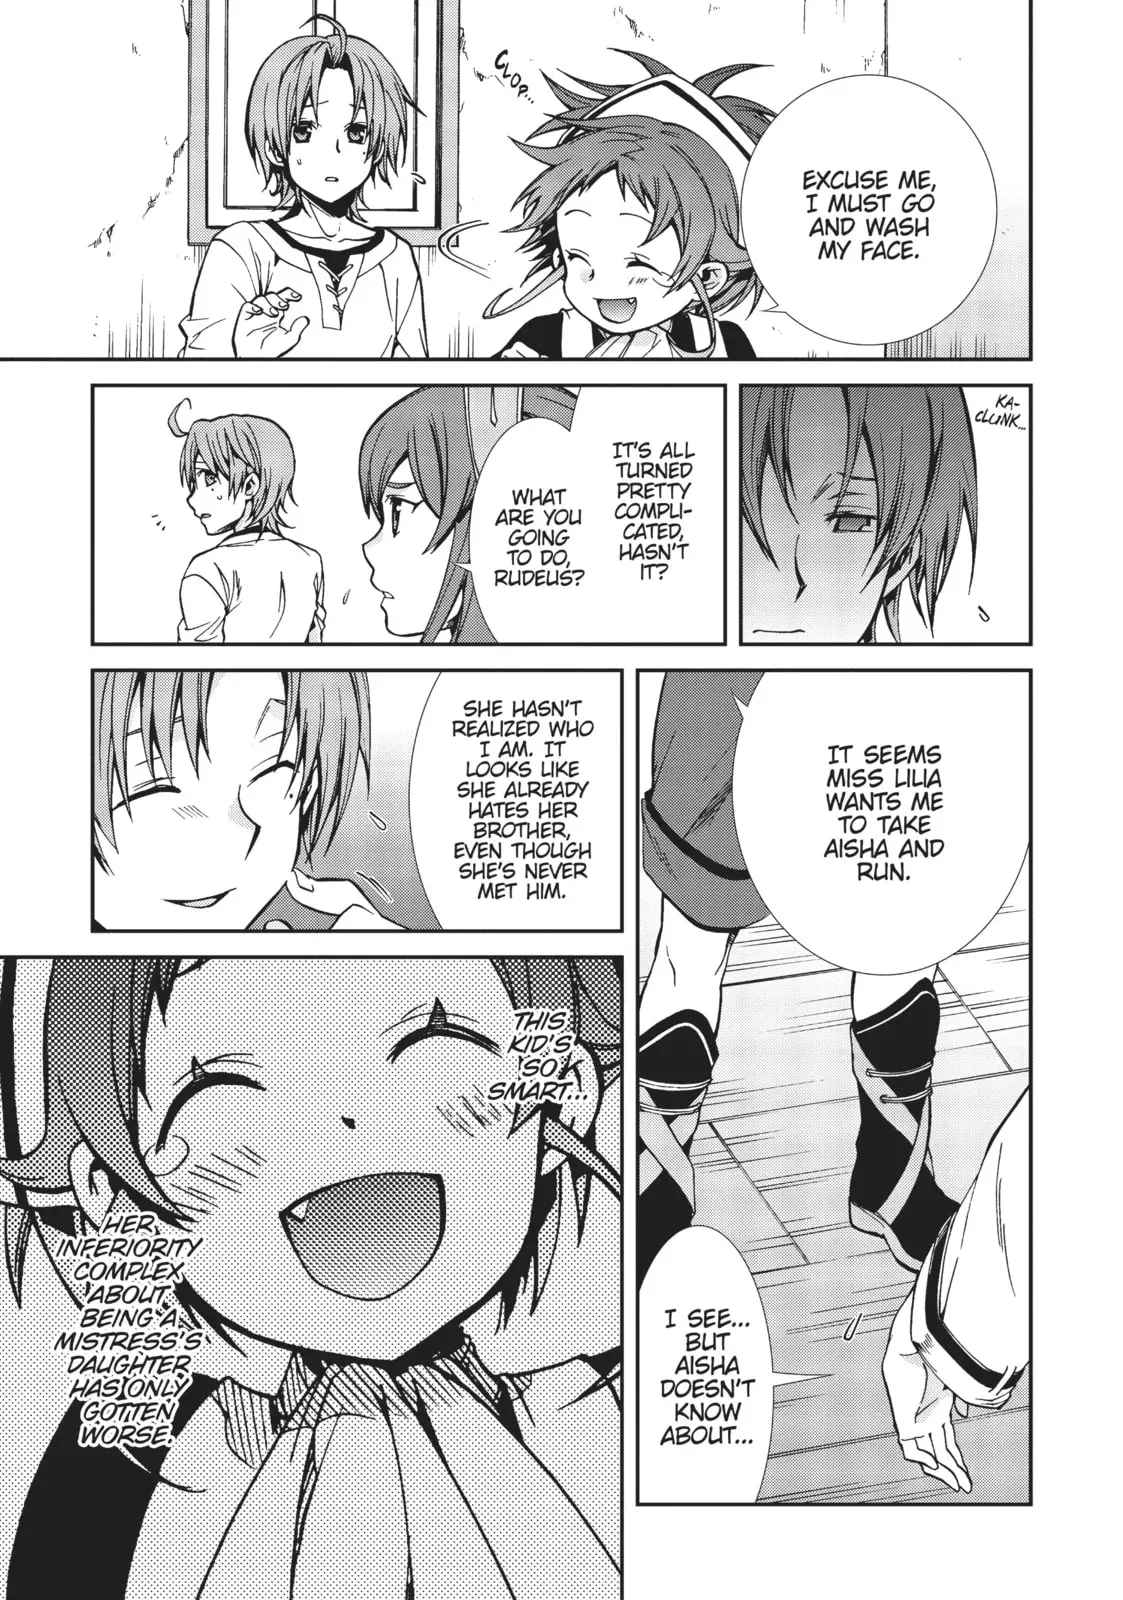 CLOP...
EXCUSE ME,
I MUST GO
AND WASH
MY FACE.
KA-
CLUNK...
IT'S ALL
TURNED
PRETTY
COMPLI-
CATED,
HASN'T
IT?
WHAT
ARE YOU
GOING
TO DO,
RUDEUS?
IT SEEMS
MISS LILIA
WANTS ME
TO TAKE
AISHA AND
RUN.
I SEE...
BUT
AISHA
DOESN'T
KNOW
ABOUT...
SHE HASN'T
REALIZED WHO
I AM. IT
LOOKS LIKE
SHE ALREADY
HATES HER
BROTHER,
EVEN THOUGH
SHE'S NEVER
MET HIM.
THIS
KID'S
SO
SMART...
HER
INFERIORITY
COMPLEX
ABOUT
BEING A
MISTRESS'S
DAUGHTER
HAS ONLY
GOTTEN
WORSE.